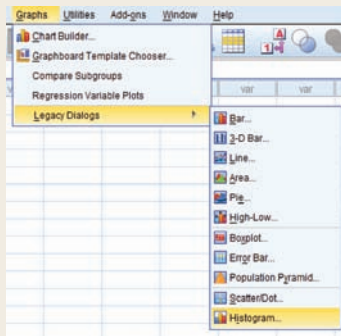 Graphs Utilities Add-ons Window Help
Chart Builder...
Graphboard Template Chooser...
Compare Subgroups
Regression Variable Plots
var var
Legacy Dialogs
Bar...
3-D Bar...
Line...
Area...
Pie...
High-Low...
Boxplot...
Error Bar...
Population Pyramid...
Scatter/Dot...
Histogram...